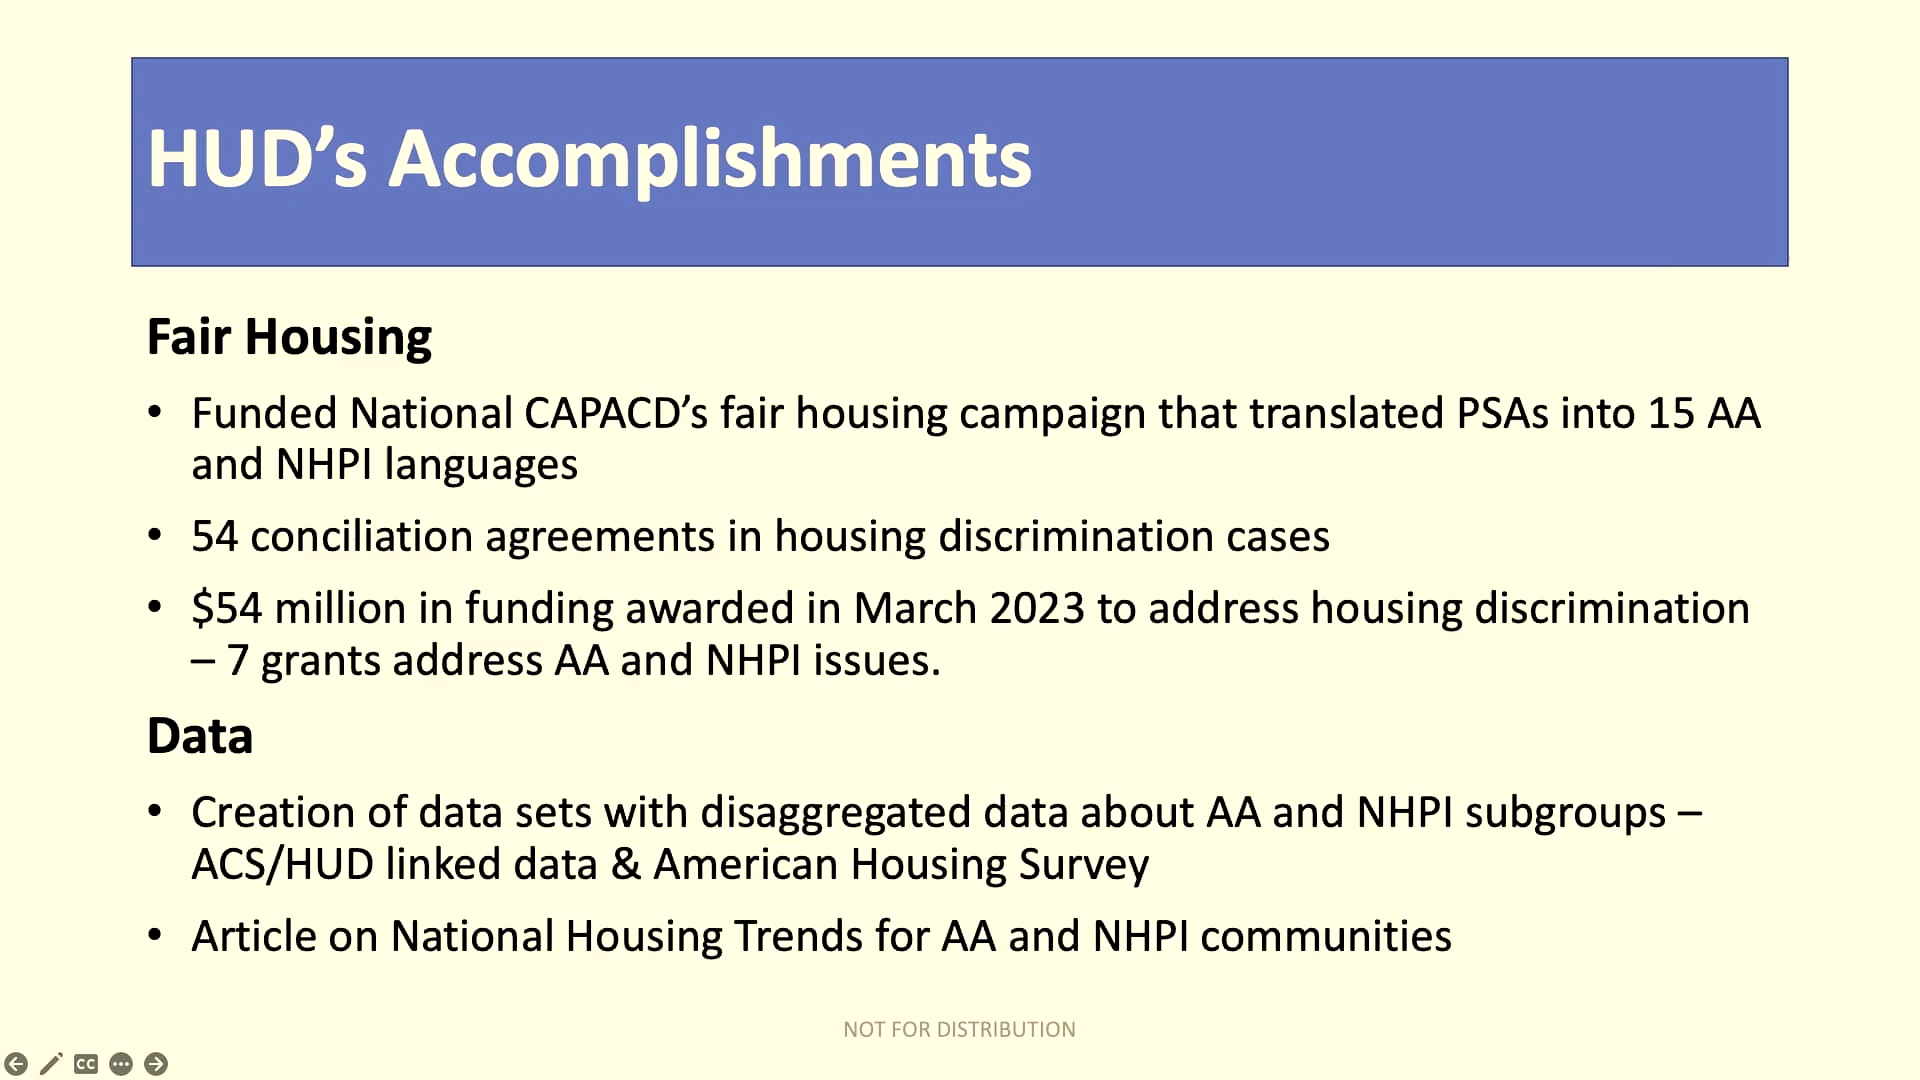 HUD’s Accomplishments
Fair Housing
• Funded National CAPACD’s fair housing campaign that translated PSAs into 15 AA
and NHPI languages
• 54 conciliation agreements in housing discrimination cases
• $54 million in funding awarded in March 2023 to address housing discrimination
– 7 grants address AA and NHPI issues.
Data
• Creation of data sets with disaggregated data about AA and NHPI subgroups –
ACS/HUD linked data & American Housing Survey
• Article on National Housing Trends for AA and NHPI communities
NOT FOR DISTRIBUTION
CC